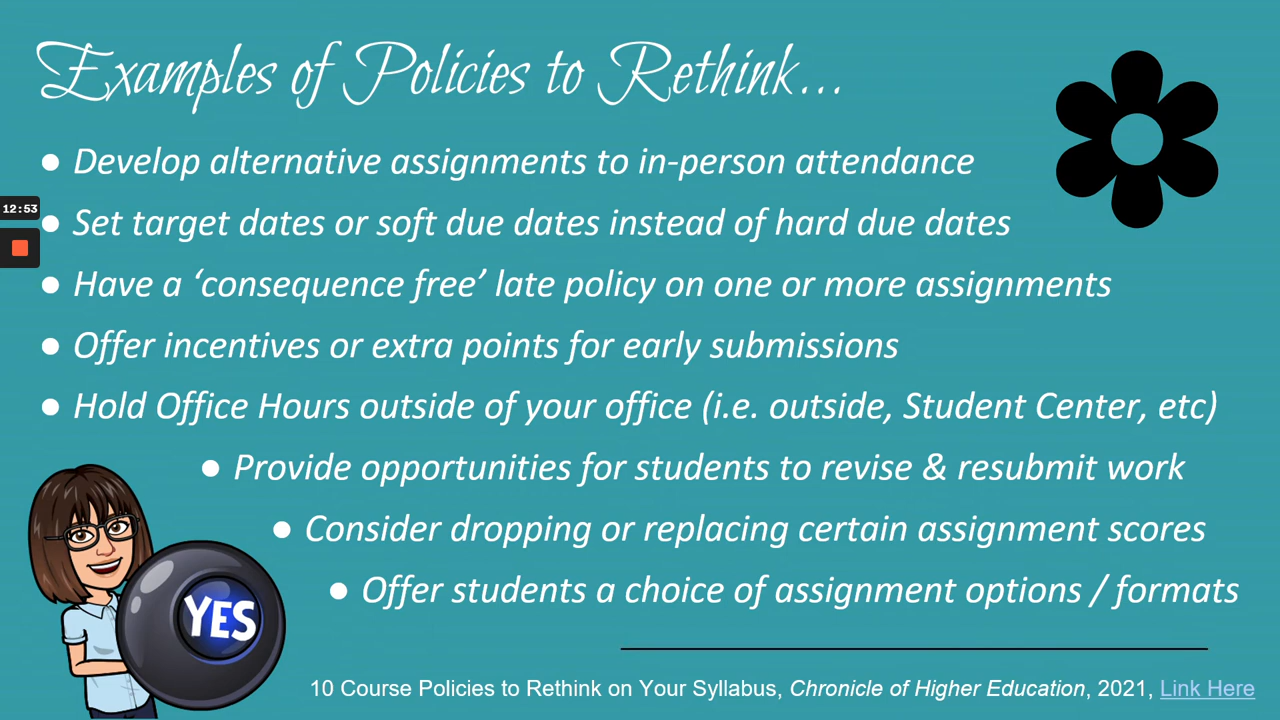 Examples of Policies to Rethink...
● Develop alternative assignments to in-person attendance
12:53
● Set target dates or soft due dates instead of hard due dates
● Have a ‘consequence free’ late policy on one or more assignments
● Offer incentives or extra points for early submissions
● Hold Office Hours outside of your office (i.e. outside, Student Center, etc)
● Provide opportunities for students to revise & resubmit work
● Consider dropping or replacing certain assignment scores
● Offer students a choice of assignment options / formats
YES
10 Course Policies to Rethink on Your Syllabus, Chronicle of Higher Education, 2021, Link Here